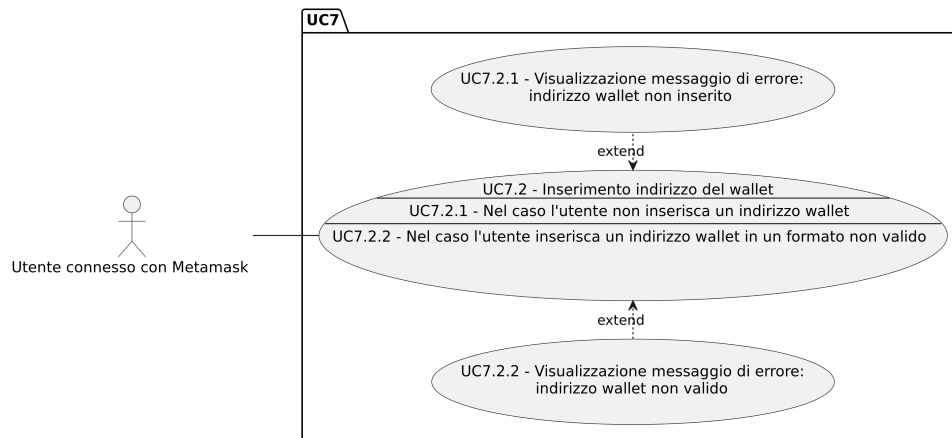 UC7
UC7.2.1 - Visualizzazione messaggio di errore:
indirizzo wallet non inserito
extend
UC7.2 - Inserimento indirizzo del wallet
UC7.2.1 - Nel caso l'utente non inserisca un indirizzo wallet
UC7.2.2 - Nel caso l'utente inserisca un indirizzo wallet in un formato non valido
Utente connesso con Metamask
extend
UC7.2.2 - Visualizzazione messaggio di errore:
indirizzo wallet non valido